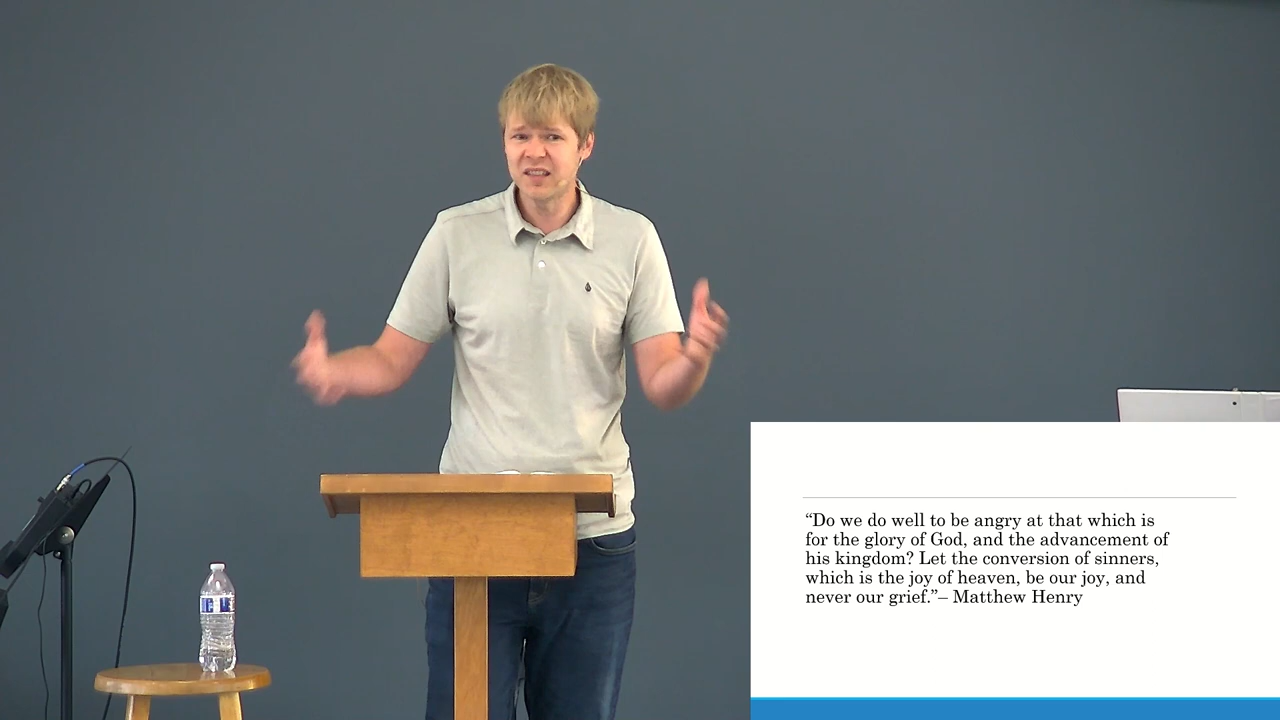 “Do we do well to be angry at that which is
for the glory of God, and the advancement of
his kingdom? Let the conversion of sinners,
which is the joy of heaven, be our joy, and
never our grief.”– Matthew Henry